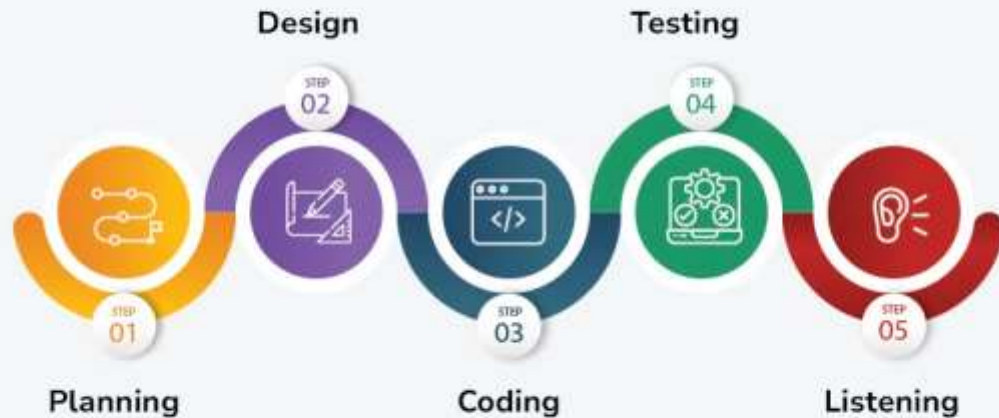 Design
Testing
STEP
02
STEP
04
</>
STEP
01
STEP
03
STEP
05
Planning
Coding
Listening